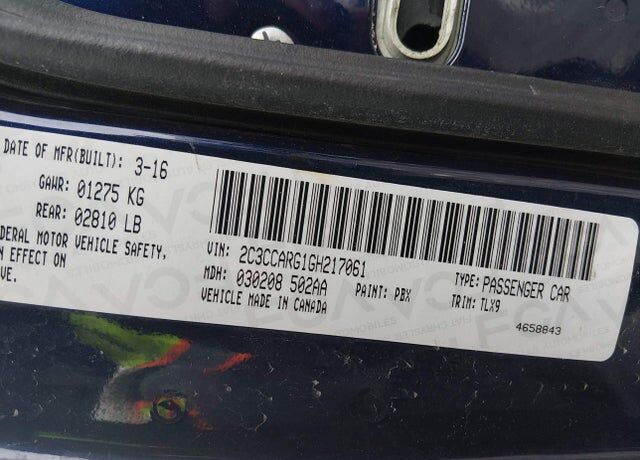 DATE OF MFR(BUILT): 3-16
GAWR: 01275 KG
REAR: 02810 LB
DERAL MOTOR VEHICLE SAFETY,
IN EFFECT ON
VE.
VIN: 2C3CCARG1GH217061
MDH: 030208 502AA
VEHICLE MADE IN CANADA
PAINT: PBX
TYPE: PASSENGER CAR
TRIM: TLX9
4658843